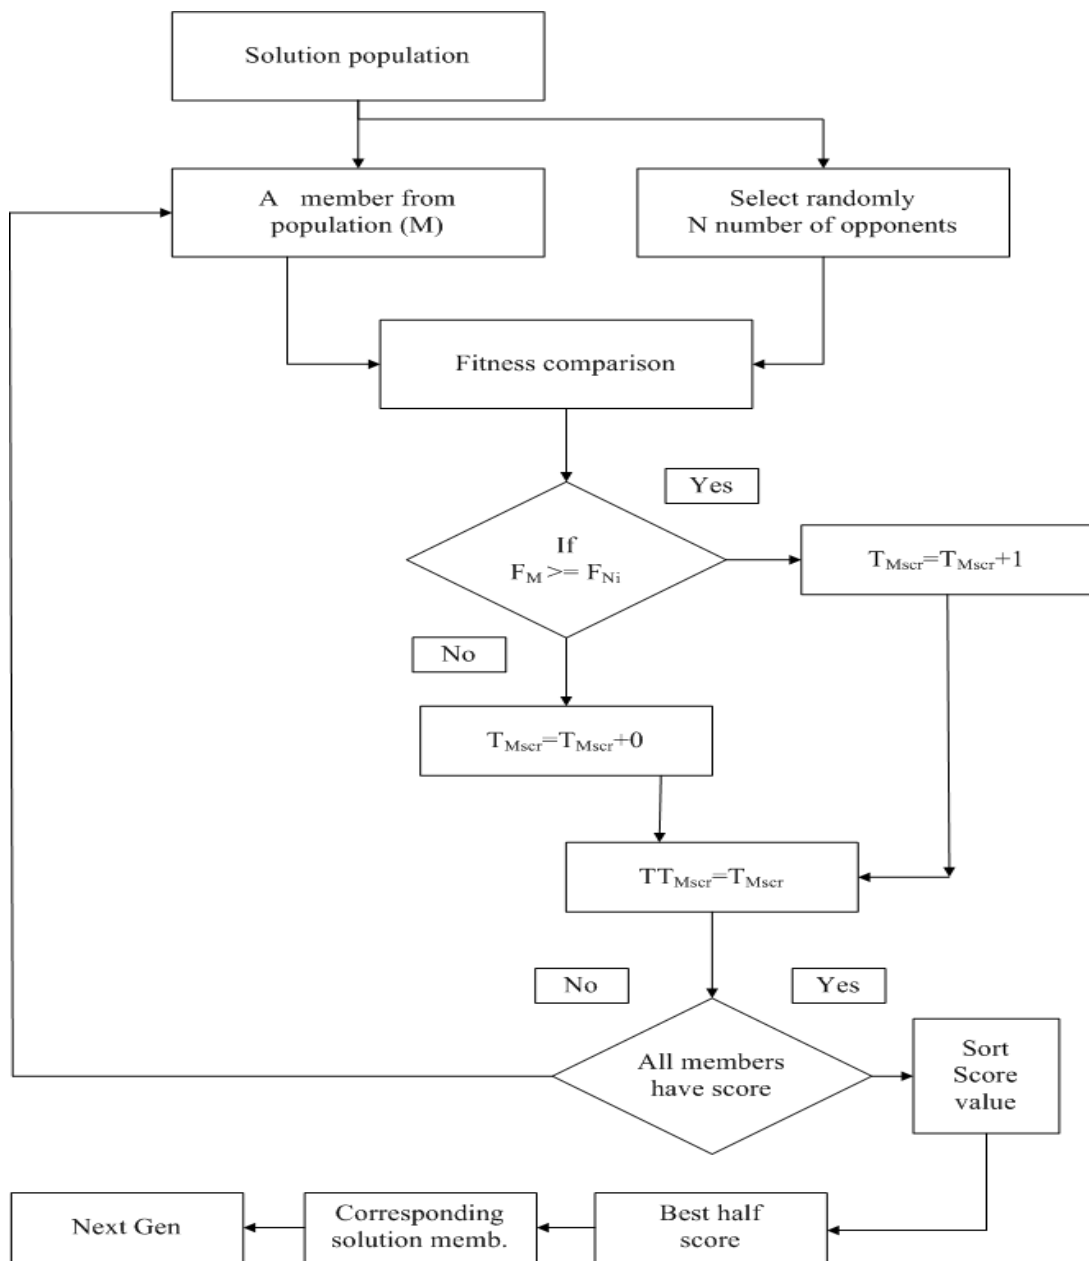 Solution population
A member from
population (M)
Select randomly
N number of opponents
Fitness comparison
Yes
If
F_M >= F_Ni
T_Mscr=T_Mscr+1
No
T_Mscr=T_Mscr+0
TT_Mscr=T_Mscr
No
Yes
All members
have score
Sort
Score
value
Next Gen
Corresponding
solution memb.
Best half
score